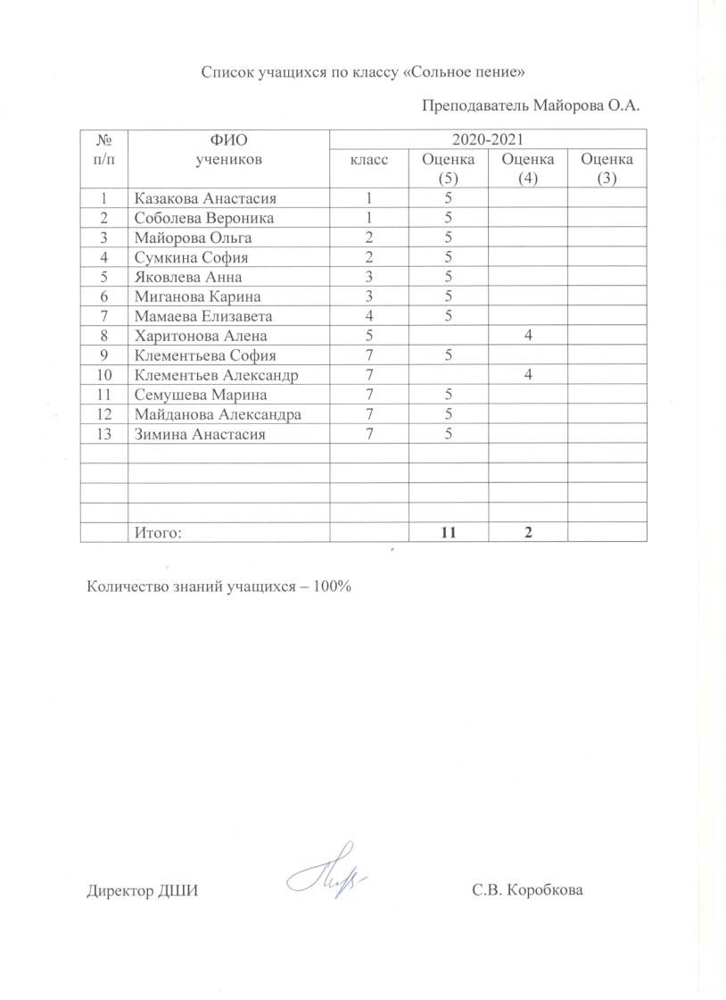 Список учащихся по классу «Сольное пение»
Преподаватель Майорова О.А.
№ п/п ФИО учеников 2020-2021
класс Оценка (5) Оценка (4) Оценка (3)
1 Казакова Анастасия 1 5
2 Соболева Вероника 1 5
3 Майорова Ольга 2 5
4 Сумкина София 2 5
5 Яковлева Анна 3 5
6 Миганова Карина 3 5
7 Мамаева Елизавета 4 5
8 Харитонова Алена 5 4
9 Клементьева София 7 5
10 Клементьев Александр 7 4
11 Семушева Марина 7 5
12 Майданова Александра 7 5
13 Зимина Анастасия 7 5
Итого: 11 2
Количество знаний учащихся – 100%
Директор ДШИ С.В. Коробкова